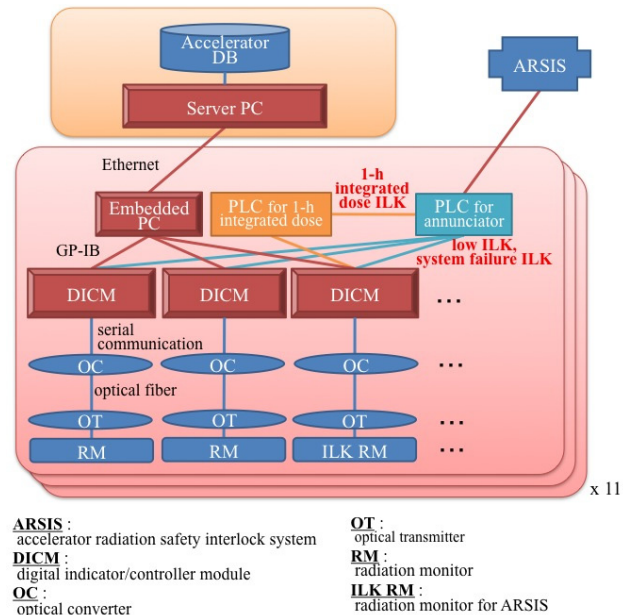 Accelerator
DB
ARSIS
Server PC
Ethernet
1-h
integrated
dose ILK
Embedded
PC
PLC for 1-h
integrated dose
PLC for
annunciator
GP-IB
low ILK,
system failure ILK
DICM
DICM
DICM
...
serial
communication
OC
OC
OC
...
optical fiber
OT
OT
OT
...
RM
RM
ILK RM
...
x 11
ARSIS :
accelerator radiation safety interlock system
DICM :
digital indicator/controller module
OC :
optical converter
OT :
optical transmitter
RM :
radiation monitor
ILK RM :
radiation monitor for ARSIS